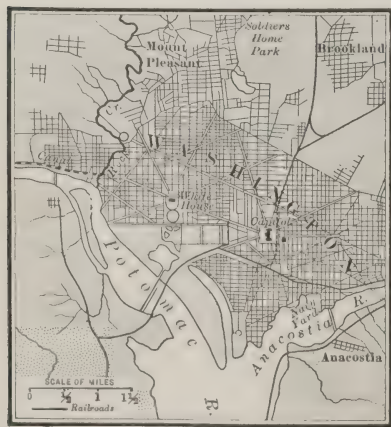 Soldiers
Home
Park
Mount
Pleasant
Brookland
Canal
WASHINGTON
White
House
Capitol
Potomac
R.
Navy
Yard
Anacostia R.
Anacostia
SCALE OF MILES
0 ½ 1 1½
Railroads